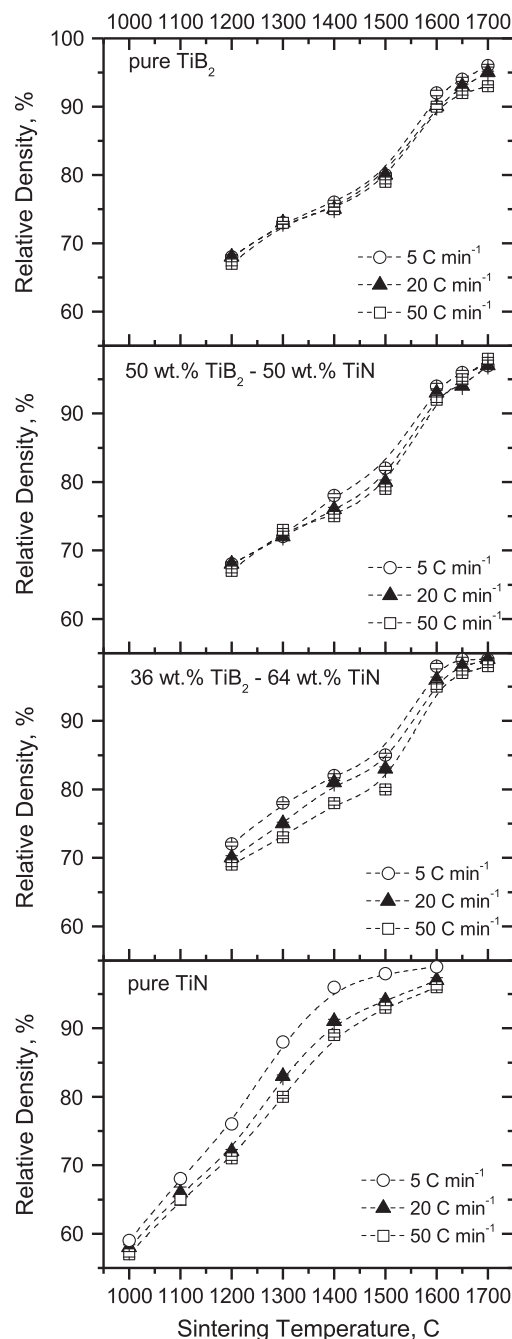 1000 1100 1200 1300 1400 1500 1600 1700
100
pure TiB₂
90
80
70
60
Relative Density, %
5 C min⁻¹
20 C min⁻¹
50 C min⁻¹
50 wt.% TiB₂ - 50 wt.% TiN
90
80
70
60
Relative Density, %
5 C min⁻¹
20 C min⁻¹
50 C min⁻¹
36 wt.% TiB₂ - 64 wt.% TiN
90
80
70
60
Relative Density, %
5 C min⁻¹
20 C min⁻¹
50 C min⁻¹
pure TiN
90
80
70
60
Relative Density, %
5 C min⁻¹
20 C min⁻¹
50 C min⁻¹
1000 1100 1200 1300 1400 1500 1600 1700
Sintering Temperature, C